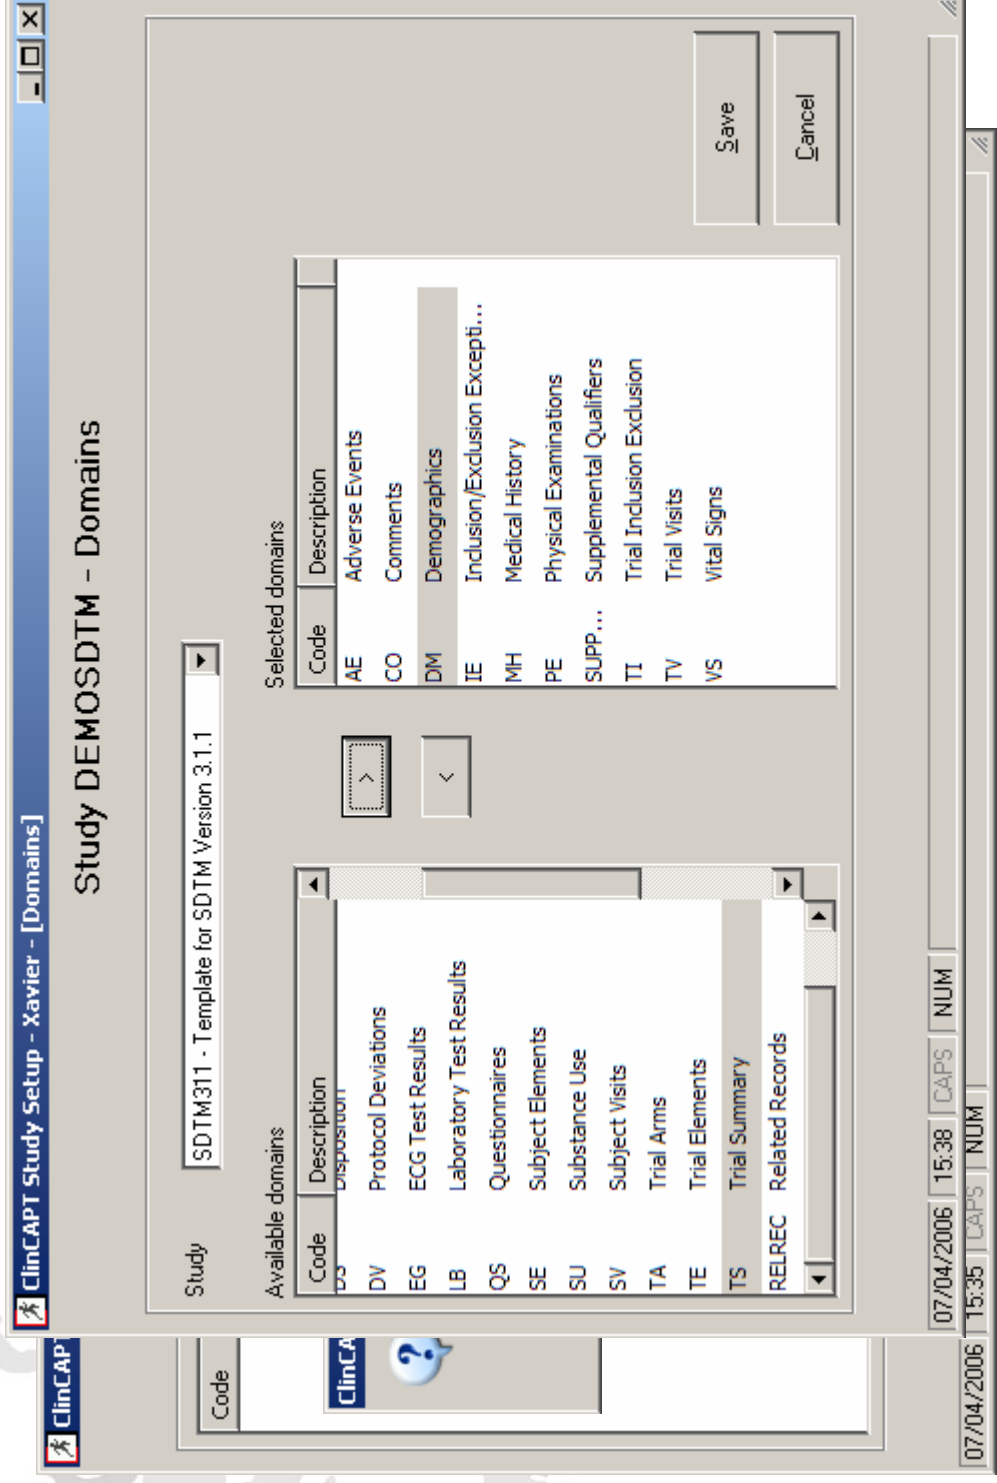 ClinCAPT Study Setup - Xavier - [Domains]
Study DEMOSDTM - Domains
Study
SDTM311 - Template for SDTM Version 3.1.1
Available domains
Code Description
DS Disposition
DV Protocol Deviations
EG ECG Test Results
LB Laboratory Test Results
QS Questionnaires
SE Subject Elements
SU Substance Use
SV Subject Visits
TA Trial Arms
TE Trial Elements
TS Trial Summary
RELREC Related Records
>
<
Selected domains
Code Description
AE Adverse Events
CO Comments
DM Demographics
IE Inclusion/Exclusion Excepti...
MH Medical History
PE Physical Examinations
SUPP... Supplemental Qualifiers
TI Trial Inclusion Exclusion
TV Trial Visits
VS Vital Signs
Save
Cancel
07/04/2006 15:38 CAPS NUM
ClinCAPT
Code
ClinCA
07/04/2006 15:35 CAPS NUM